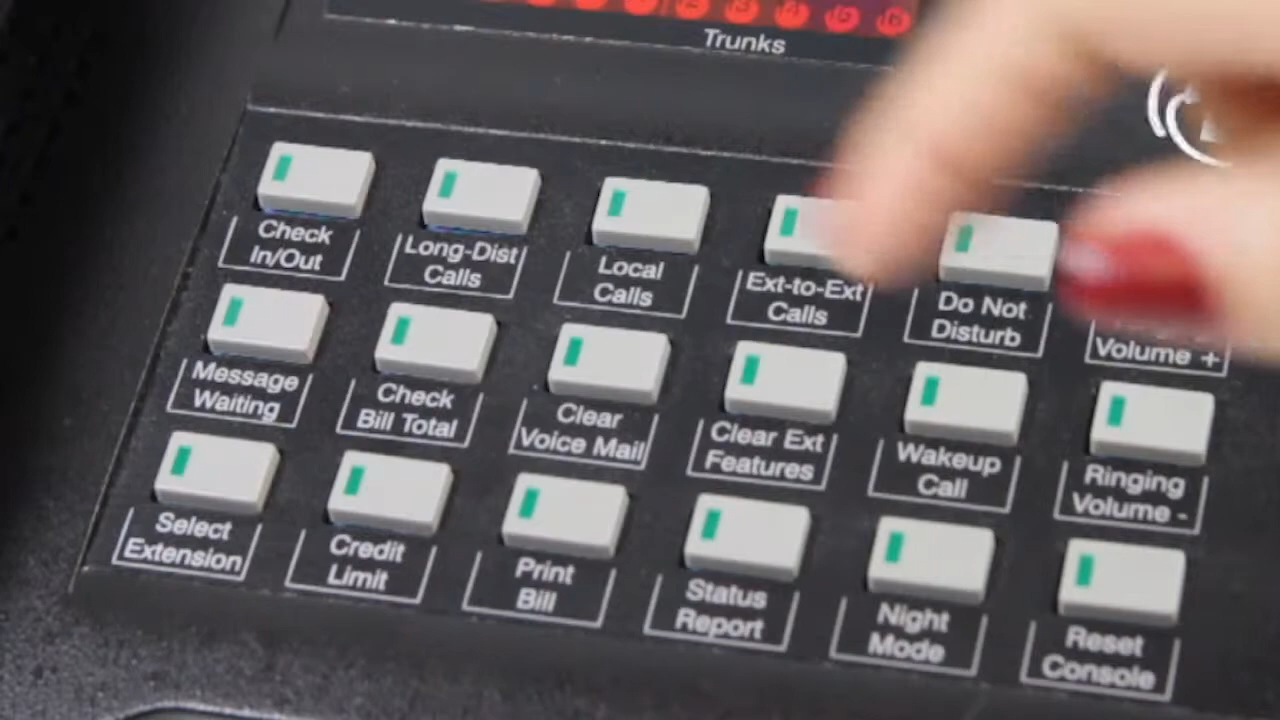 Trunks
Check
In/Out
Long-Dist
Calls
Local
Calls
Ext-to-Ext
Calls
Do Not
Disturb
Volume +
Message
Waiting
Check
Bill Total
Clear
Voice Mail
Clear Ext
Features
Wakeup
Call
Ringing
Volume -
Select
Extension
Credit
Limit
Print
Bill
Status
Report
Night
Mode
Reset
Console